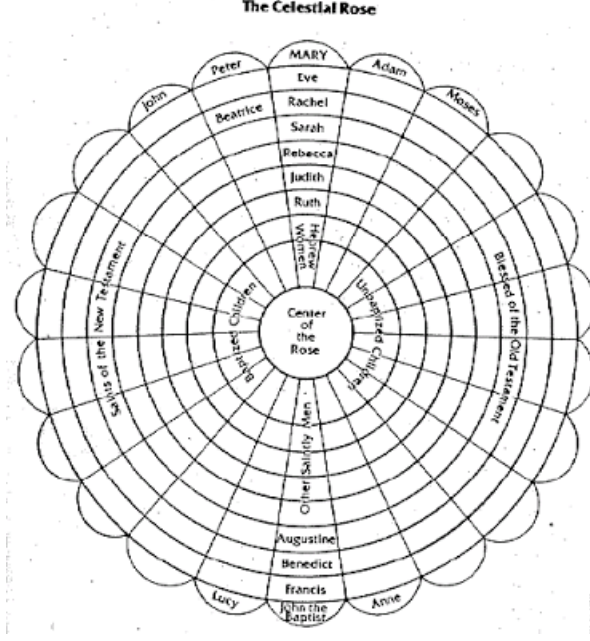 The Celestial Rose
MARY
Peter
Adam
John
Moses
Eve
Rachel
Beatrice
Sarah
Rebecca
Judith
Ruth
Hebrew
Women
Saints of the New Testament
Blessed of the Old Testament
Baptized Children
Unbaptized Children
Center
of
the
Rose
Other Saintly Men
Augustine
Benedict
Francis
Lucy
John the
Baptist
Anne